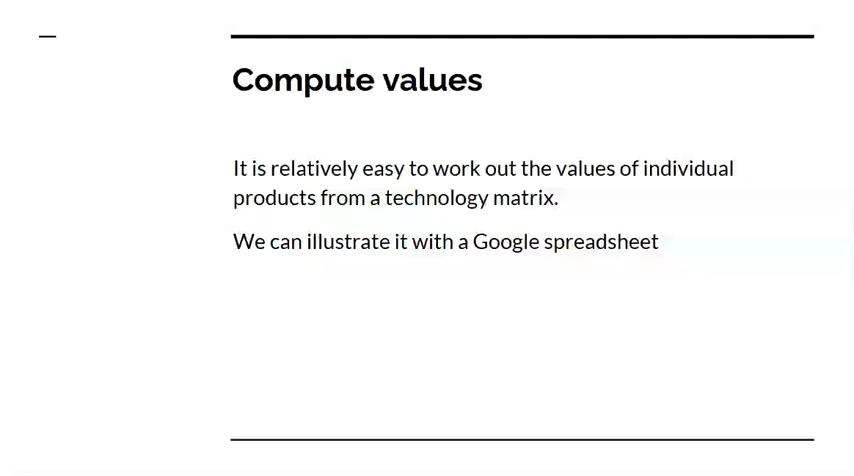 Compute values
It is relatively easy to work out the values of individual
products from a technology matrix.
We can illustrate it with a Google spreadsheet